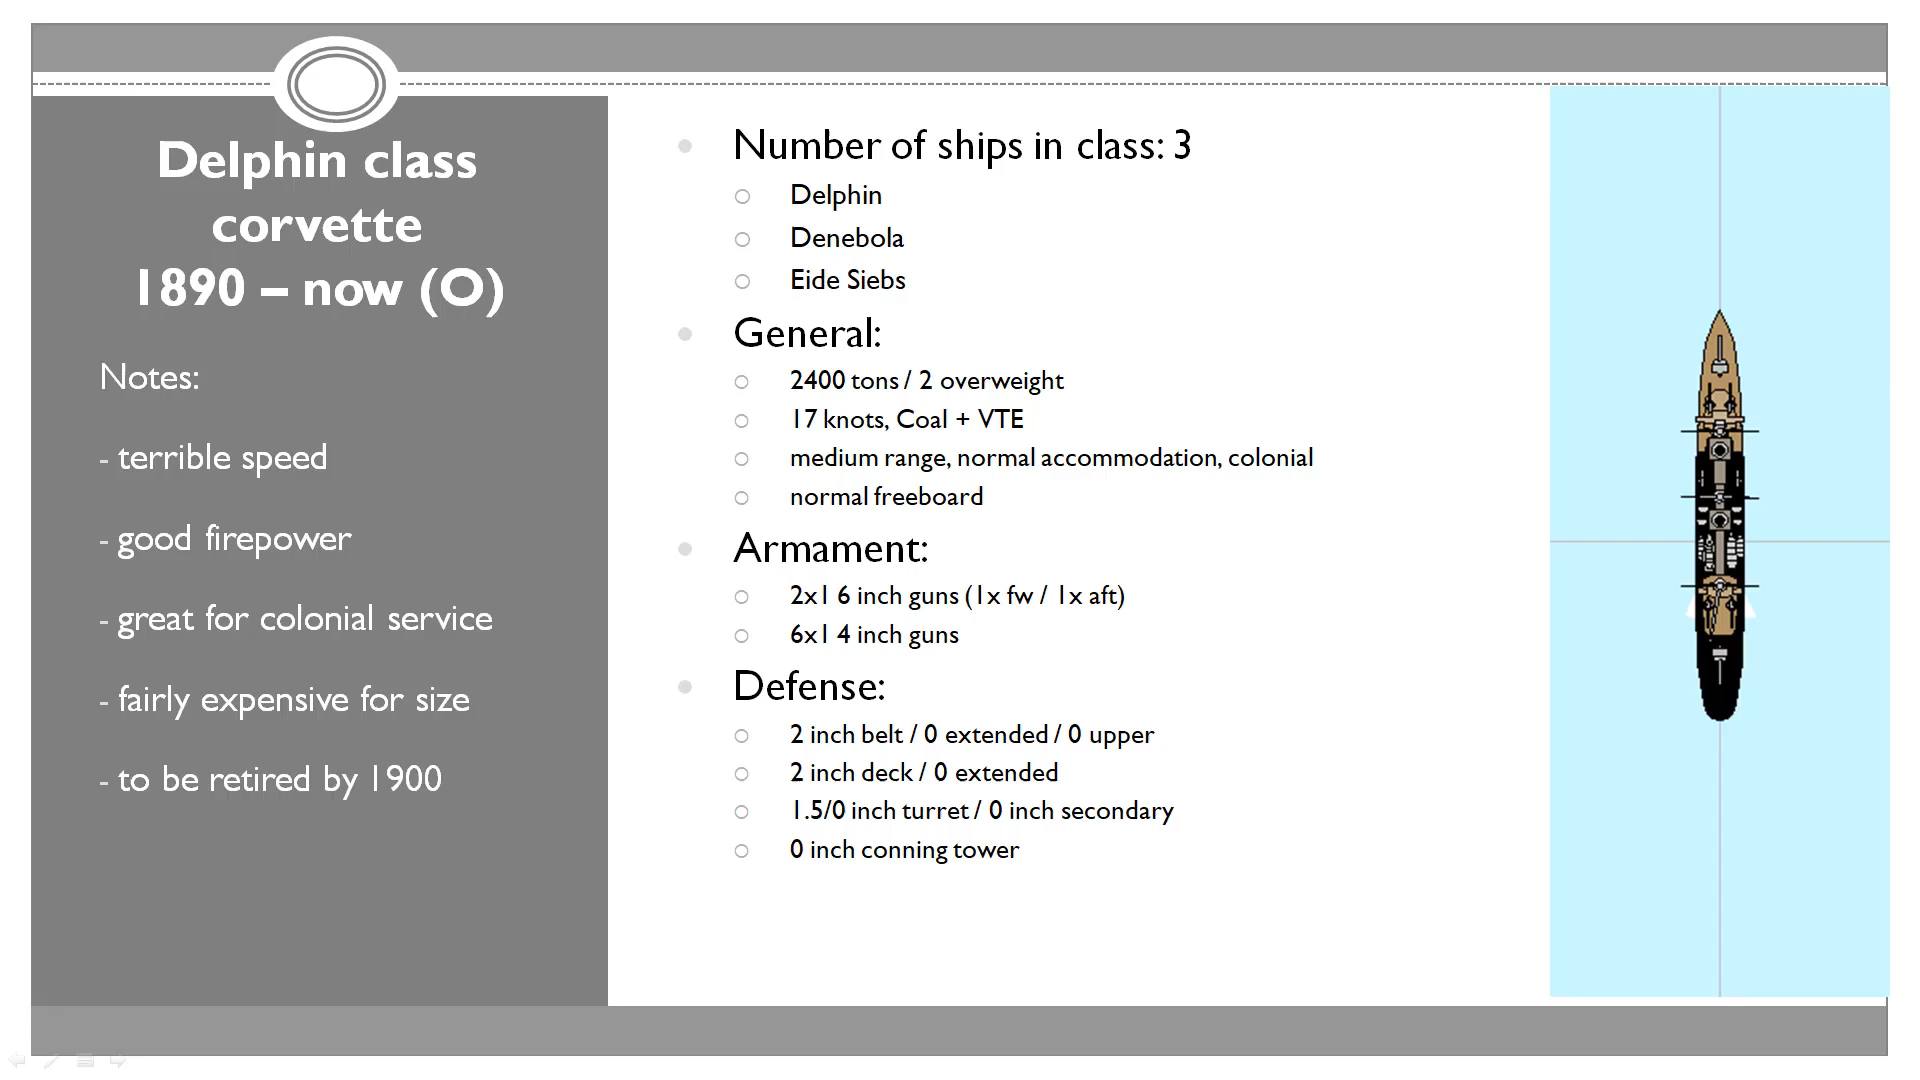 Delphin class
corvette
1890 – now (O)
Notes:
- terrible speed
- good firepower
- great for colonial service
- fairly expensive for size
- to be retired by 1900
Number of ships in class: 3
Delphin
Denebola
Eide Siebs
General:
2400 tons / 2 overweight
17 knots, Coal + VTE
medium range, normal accommodation, colonial
normal freeboard
Armament:
2x1 6 inch guns (1x fw / 1x aft)
6x1 4 inch guns
Defense:
2 inch belt / 0 extended / 0 upper
2 inch deck / 0 extended
1.5/0 inch turret / 0 inch secondary
0 inch conning tower